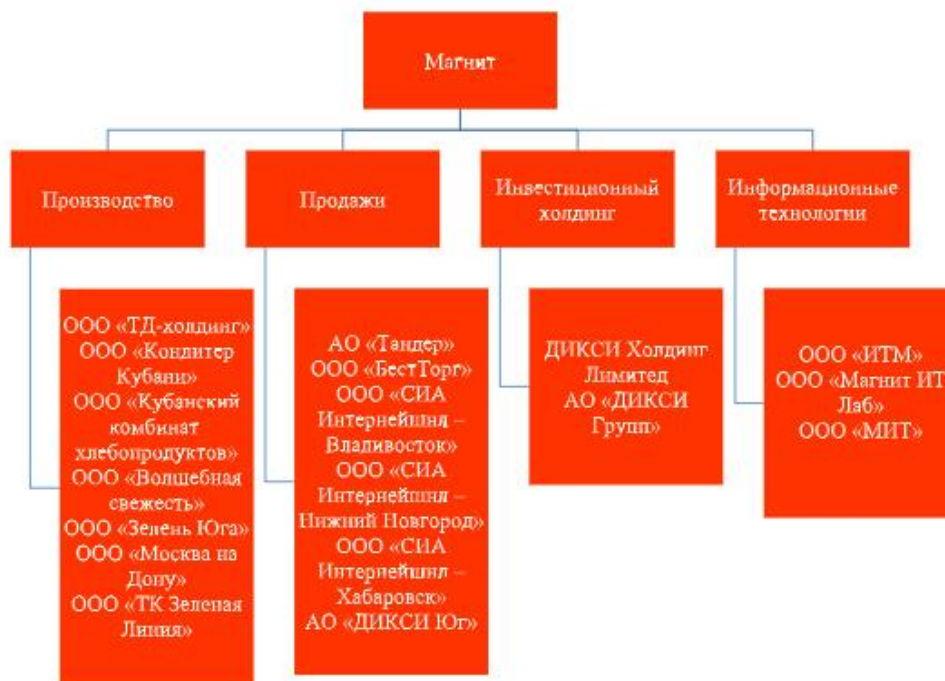 Магнит
Производство
Продажи
Инвестиционный
холдинг
Информационные
технологии
ООО «ТД-холдинг»
ООО «Кондитер
Кубани»
ООО «Кубанский
комбинат
хлебопродуктов»
ООО «Волшебная
свежесть»
ООО «Зелень Юга»
ООО «Москва на
Дону»
ООО «ТК Зеленая
Линия»
АО «Тандер»
ООО «БестТорг»
ООО «СИА
Интернейшнл –
Владивосток»
ООО «СИА
Интернейшнл –
Нижний Новгород»
ООО «СИА
Интернейшнл –
Хабаровск»
АО «ДИКСИ Юг»
ДИКСИ Холдинг
Лимитед
АО «ДИКСИ
Групп»
ООО «ИТМ»
ООО «Магнит ИТ
Лаб»
ООО «МИТ»